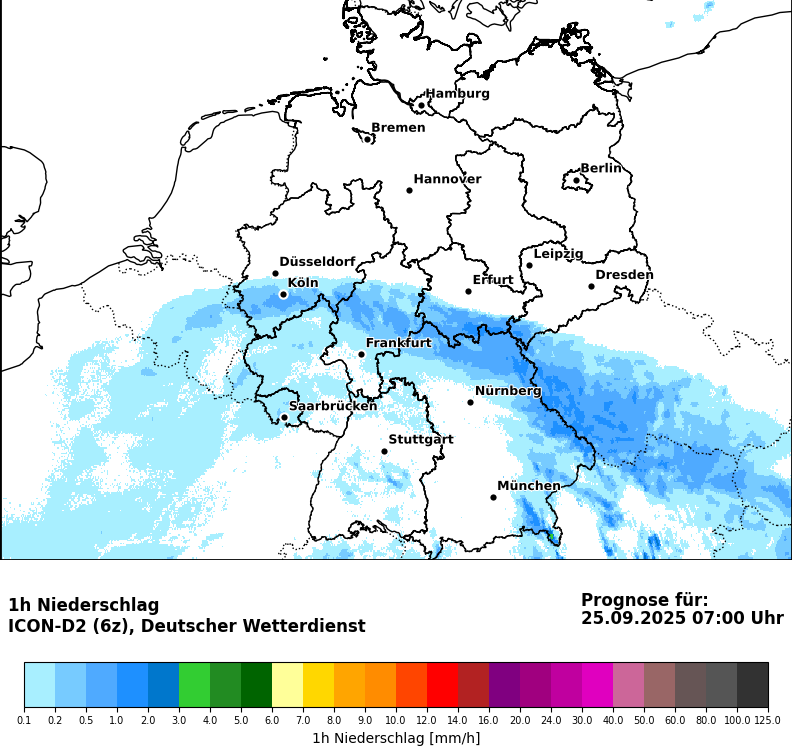 Hamburg
Bremen
Berlin
Hannover
Leipzig
Düsseldorf
Dresden
Köln
Erfurt
Frankfurt
Nürnberg
Saarbrücken
Stuttgart
München
1h Niederschlag
ICON-D2 (6z), Deutscher Wetterdienst
Prognose für:
25.09.2025 07:00 Uhr
0.1 0.2 0.5 1.0 2.0 3.0 4.0 5.0 6.0 7.0 8.0 9.0 10.0 12.0 14.0 16.0 20.0 24.0 30.0 40.0 50.0 60.0 80.0 100.0 125.0
1h Niederschlag [mm/h]